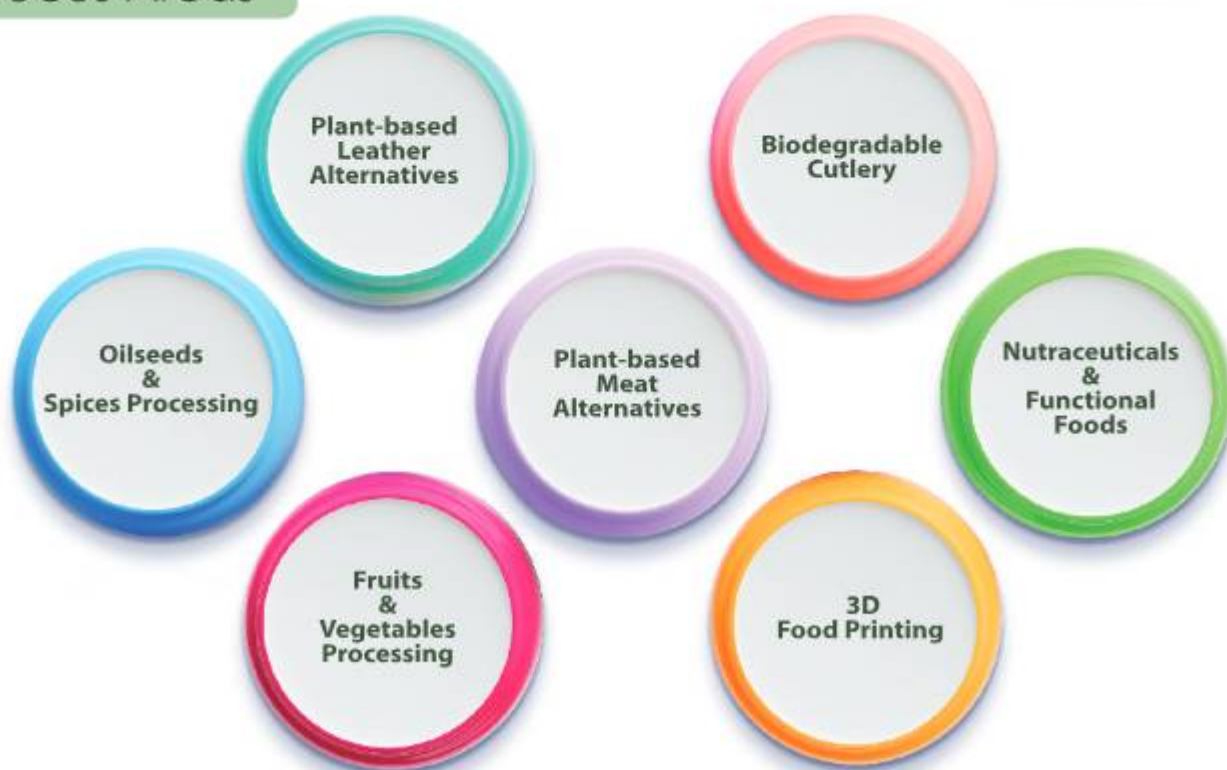 Plant-based
Leather
Alternatives
Biodegradable
Cutlery
Oilseeds
&
Spices Processing
Plant-based
Meat
Alternatives
Nutraceuticals
&
Functional
Foods
Fruits
&
Vegetables
Processing
3D
Food Printing